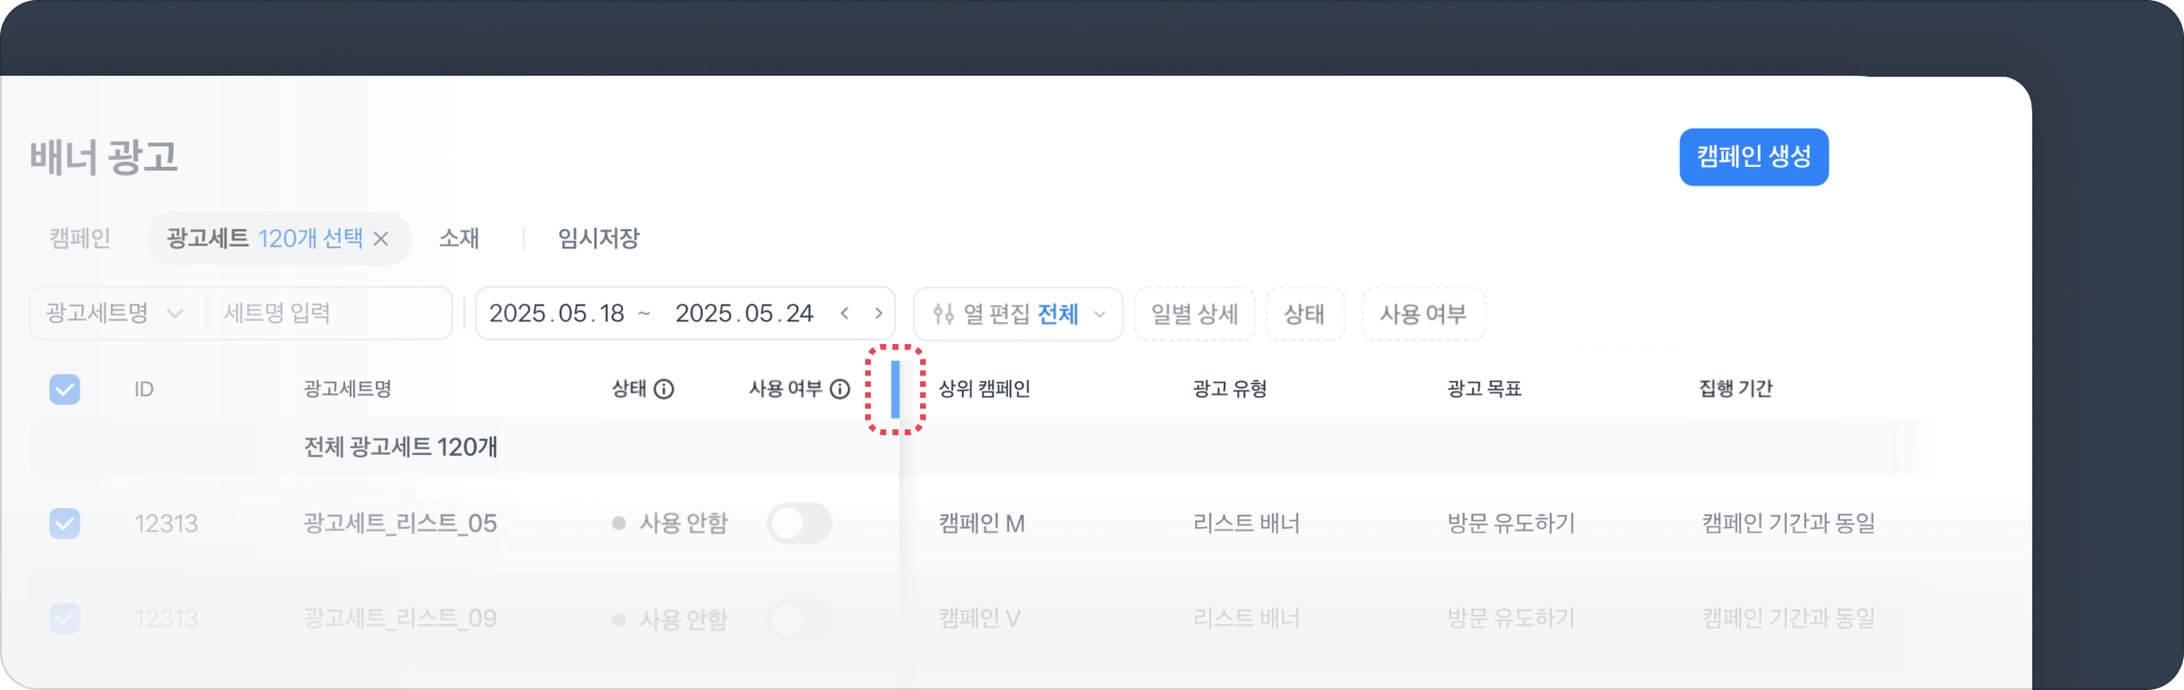 배너 광고
캠페인 생성
캠페인 광고세트 120개 선택 소재 임시저장
광고세트명 세트명 입력 2025.05.18 ~ 2025.05.24 열 편집 전체 일별 상세 상태 사용 여부
ID 광고세트명 상태 사용 여부 상위 캠페인 광고 유형 광고 목표 집행 기간
전체 광고세트 120개
12313 광고세트_리스트_05 사용 안함 캠페인 M 리스트 배너 방문 유도하기 캠페인 기간과 동일
12313 광고세트_리스트_09 사용 안함 캠페인 V 리스트 배너 방문 유도하기 캠페인 기간과 동일